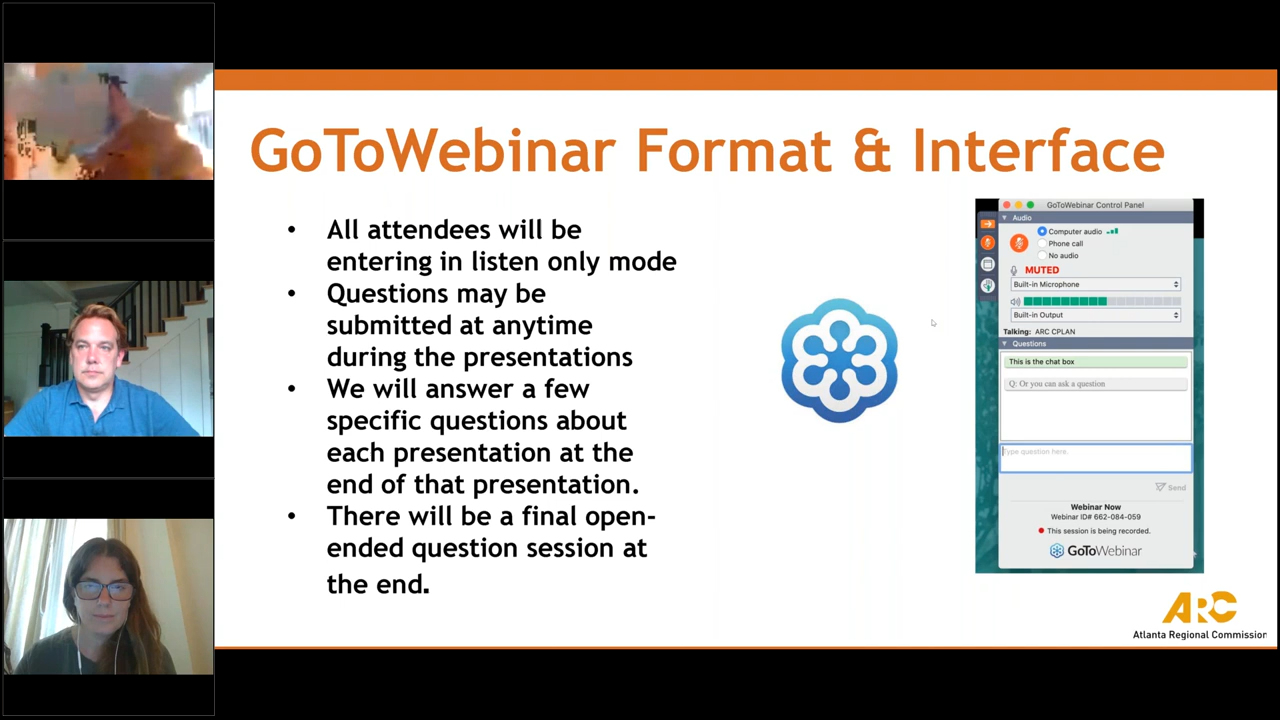 GoToWebinar Format & Interface
• All attendees will be
entering in listen only mode
• Questions may be
submitted at anytime
during the presentations
• We will answer a few
specific questions about
each presentation at the
end of that presentation.
• There will be a final open-
ended question session at
the end.
GoToWebinar Control Panel
Audio
Computer audio
Phone call
No audio
MUTED
Built-in Microphone
Built-in Output
Talking: ARC CPLAN
Questions
This is the chat box
Q: Or you can ask a question
Type question here.
Send
Webinar Now
Webinar ID# 662-084-059
This session is being recorded.
GoToWebinar
ARC
Atlanta Regional Commission